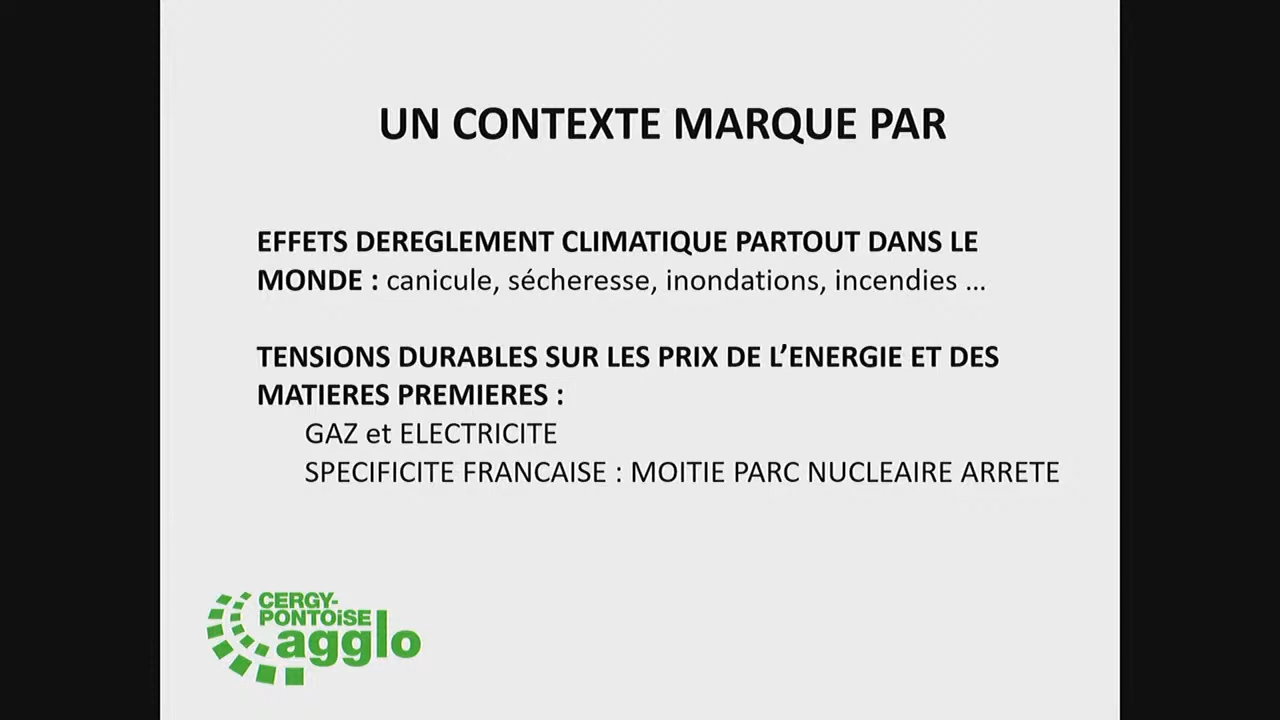 UN CONTEXTE MARQUE PAR
EFFETS DEREGLEMENT CLIMATIQUE PARTOUT DANS LE
MONDE : canicule, sécheresse, inondations, incendies ...
TENSIONS DURABLES SUR LES PRIX DE L’ENERGIE ET DES
MATIERES PREMIERES :
GAZ et ELECTRICITE
SPECIFICITE FRANCAISE : MOITIE PARC NUCLEAIRE ARRETE
CERGY-
PONTOiSE
agglo